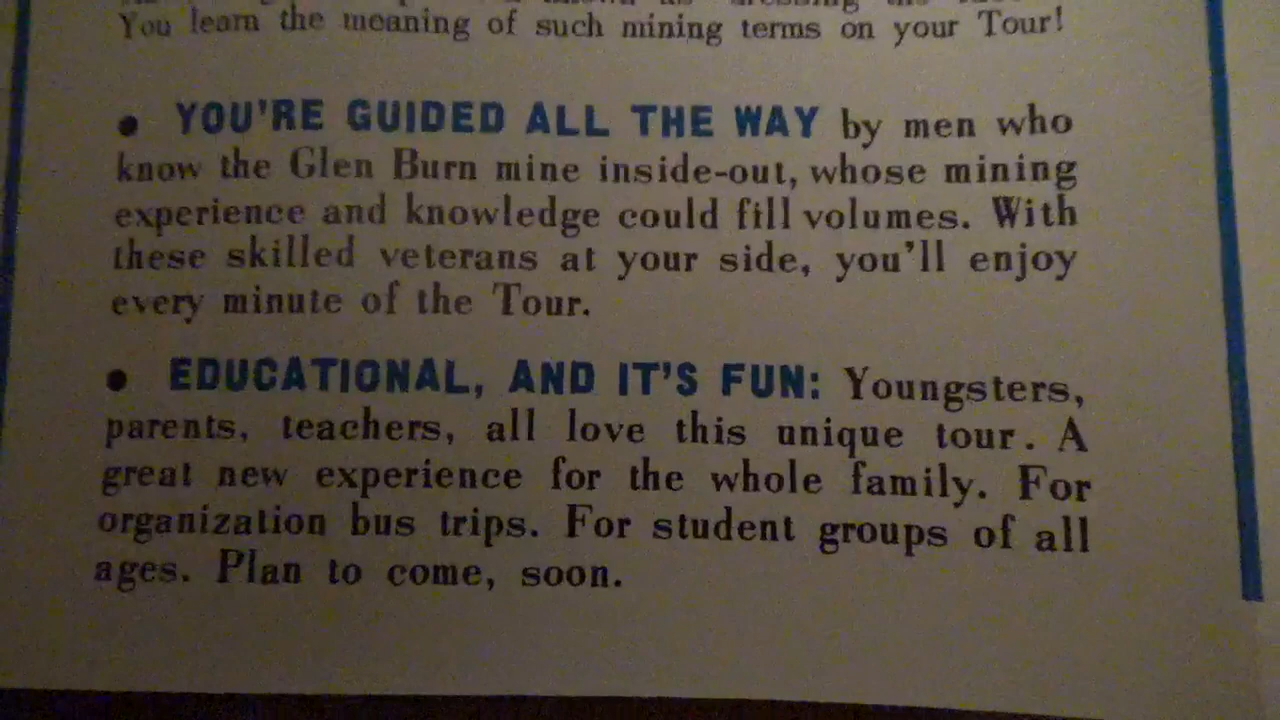 You learn the meaning of such mining terms on your Tour!
• YOU'RE GUIDED ALL THE WAY by men who
know the Glen Burn mine inside-out, whose mining
experience and knowledge could fill volumes. With
these skilled veterans at your side, you'll enjoy
every minute of the Tour.
• EDUCATIONAL, AND IT'S FUN: Youngsters,
parents, teachers, all love this unique tour. A
great new experience for the whole family. For
organization bus trips. For student groups of all
ages. Plan to come, soon.